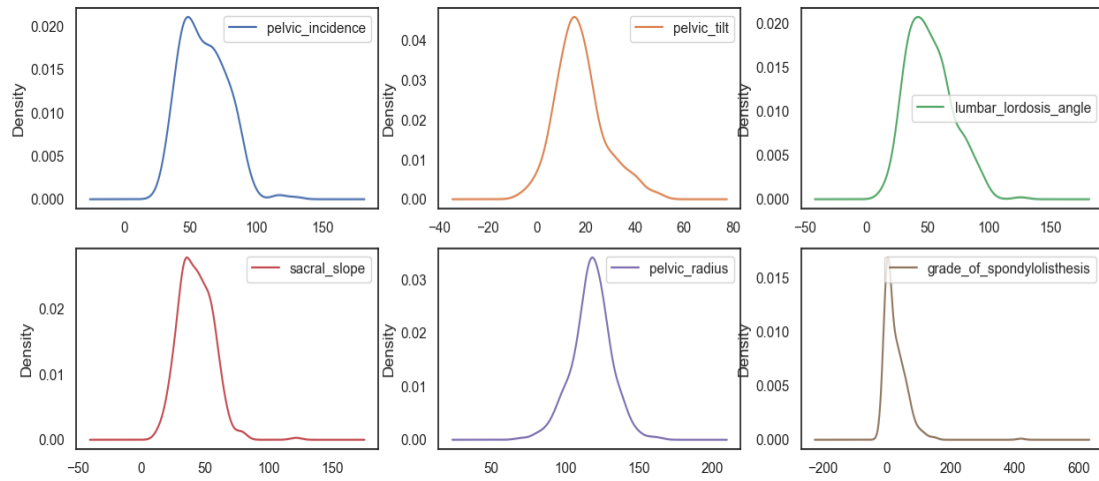 pelvic_incidence
0.020
0.015
0.010
0.005
0.000
Density
0 50 100 150
pelvic_tilt
0.04
0.03
0.02
0.01
0.00
Density
−40 −20 0 20 40 60 80
lumbar_lordosis_angle
0.020
0.015
0.010
0.005
0.000
Density
−50 0 50 100 150
sacral_slope
0.02
0.01
0.00
Density
−50 0 50 100 150
pelvic_radius
0.03
0.02
0.01
0.00
Density
50 100 150 200
grade_of_spondylolisthesis
0.015
0.010
0.005
0.000
Density
−200 0 200 400 600